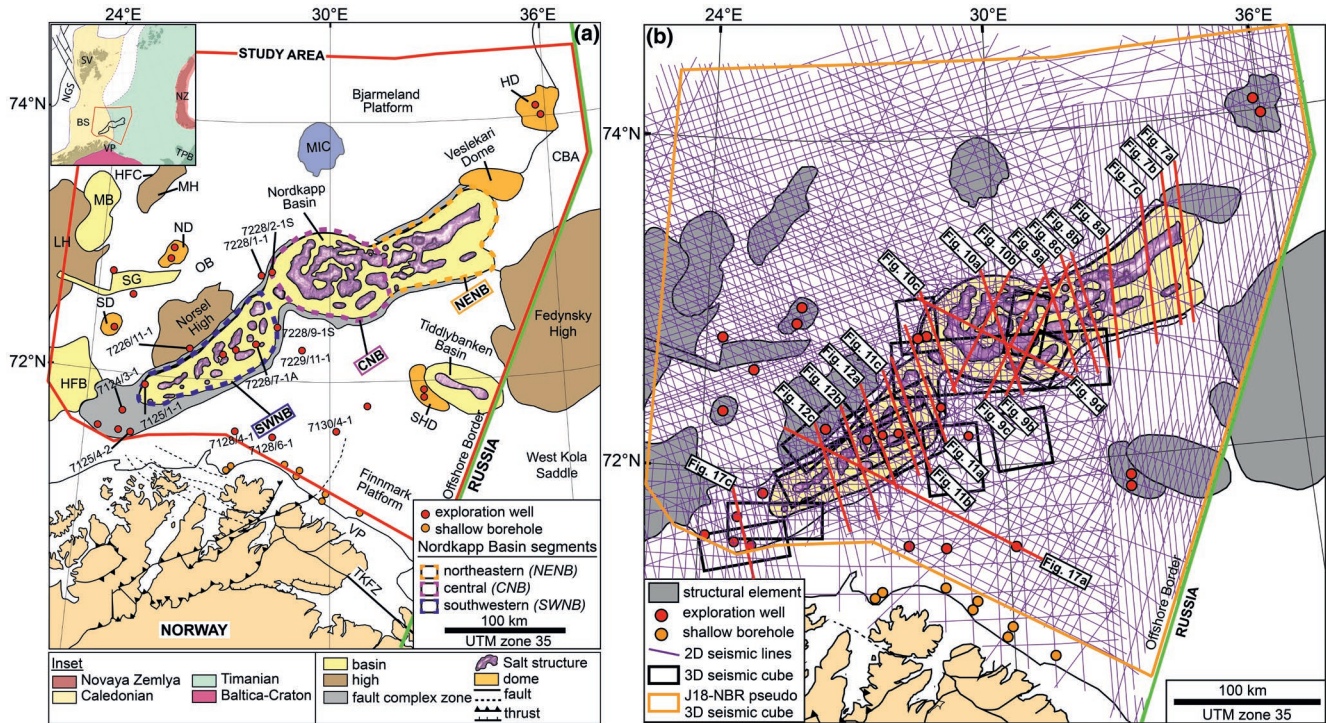 24°E
30°E
36°E
(a)
STUDY AREA
HD
Bjarmeland
Platform
74°N
SV
NGS
NZ
BS
VP
TPB
MIC
Veslekari
Dome
CBA
HFC
MH
MB
Nordkapp
Basin
7228/2-1S
7228/1-1
ND
LH
OB
SG
SD
Norsel
High
NENB
Fedynsky
High
7226/11-1
7228/9-1S
Tiddlybanken
Basin
72°N
7229/11-1
CNB
7124/3-1
7228/7-1A
HFB
7125/1-1
SWNB
SHD
7130/4-1
7128/4-1
7128/6-1
7125/4-2
Offshore Border
RUSSIA
West Kola
Saddle
Finnmark
Platform
VP
TKFZ
NORWAY
exploration well
shallow borehole
Nordkapp Basin segments
northeastern (NENB)
central (CNB)
southwestern (SWNB)
100 km
UTM zone 35
Inset
Novaya Zemlya
Caledonian
Timanian
Baltica-Craton
basin
high
fault complex zone
Salt structure
dome
fault
thrust
(b)
24°E
30°E
36°E
74°N
Fig. 7a
Fig. 7b
Fig. 7c
Fig. 8a
Fig. 8b
Fig. 8c
Fig. 9a
Fig. 10b
Fig. 10a
Fig. 10c
Fig. 11c
Fig. 12a
Fig. 12b
Fig. 12c
Fig. 9d
Fig. 9b
Fig. 9c
Fig. 11a
Fig. 11b
72°N
Fig. 17c
Fig. 17a
Offshore Border
RUSSIA
structural element
exploration well
shallow borehole
2D seismic lines
3D seismic cube
J18-NBR pseudo
3D seismic cube
100 km
UTM zone 35